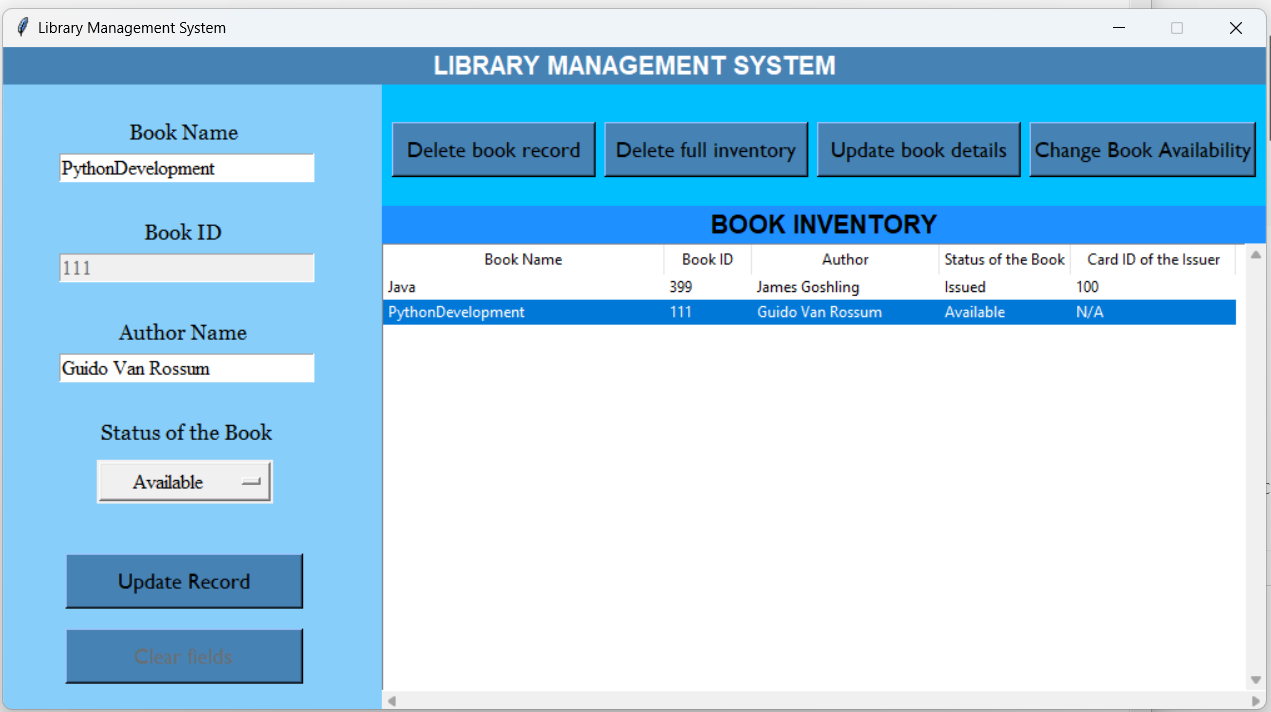 Library Management System
LIBRARY MANAGEMENT SYSTEM
Book Name
PythonDevelopment
Book ID
111
Author Name
Guido Van Rossum
Status of the Book
Available
Update Record
Clear fields
Delete book record Delete full inventory Update book details Change Book Availability
BOOK INVENTORY
Book Name Book ID Author Status of the Book Card ID of the Issuer
Java 399 James Goshling Issued 100
PythonDevelopment 111 Guido Van Rossum Available N/A